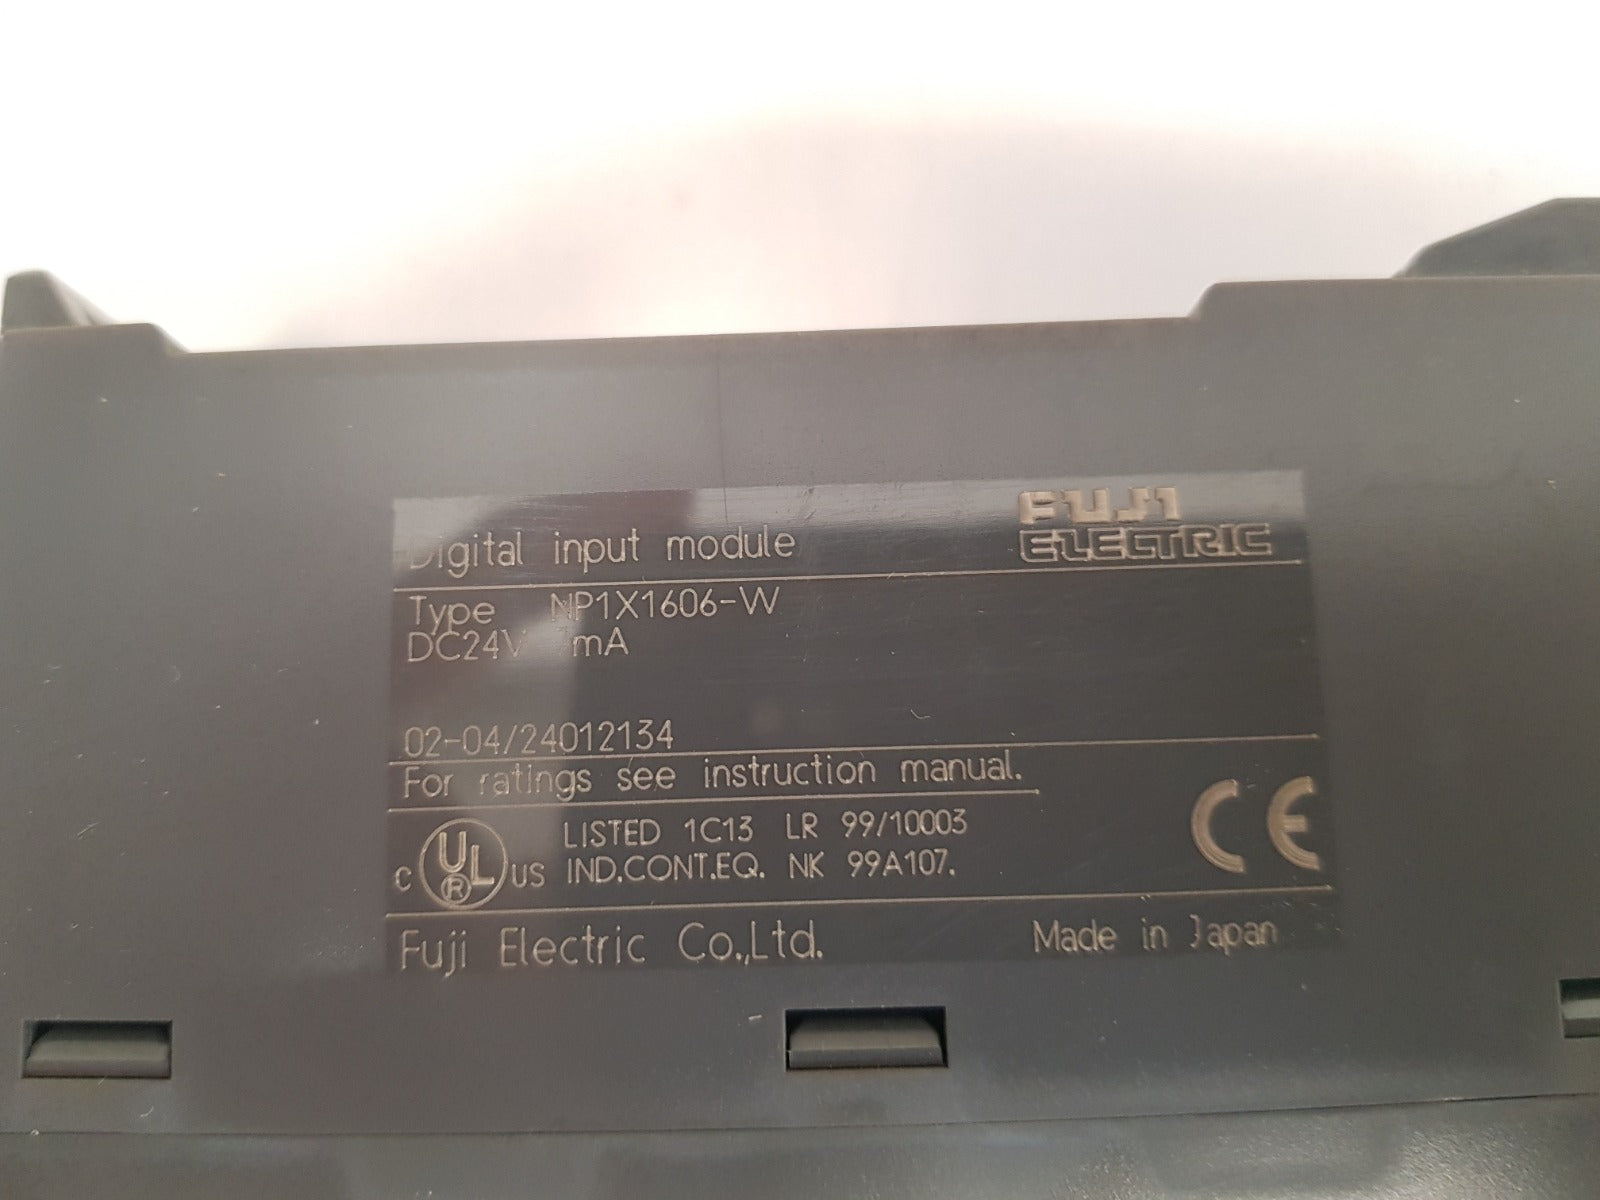 Digital input module
FUJI
ELECTRIC
Type NP1X1606-W
DC24V mA
02-04/24012134
For ratings see instruction manual.
LISTED 1C13 LR 99/10003
C UL ® US IND.CONT.EQ. NK 99A107.
CE
Fuji Electric Co.,Ltd.
Made in Japan